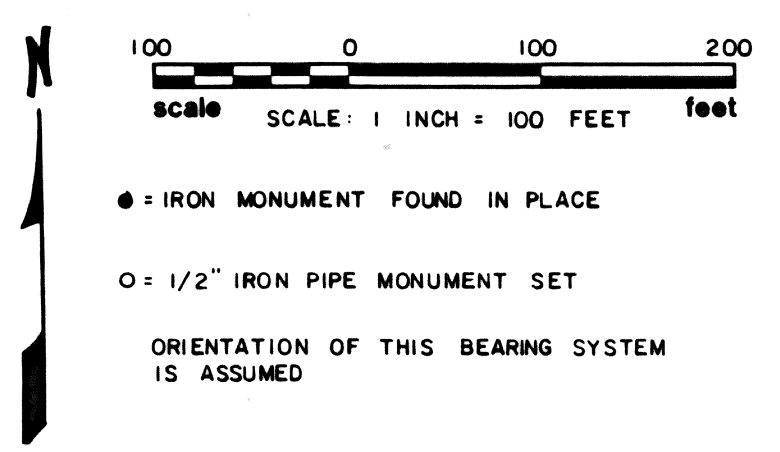 N
100 0 100 200
scale feet
SCALE: 1 INCH = 100 FEET
= IRON MONUMENT FOUND IN PLACE
O = 1/2" IRON PIPE MONUMENT SET
ORIENTATION OF THIS BEARING SYSTEM
IS ASSUMED